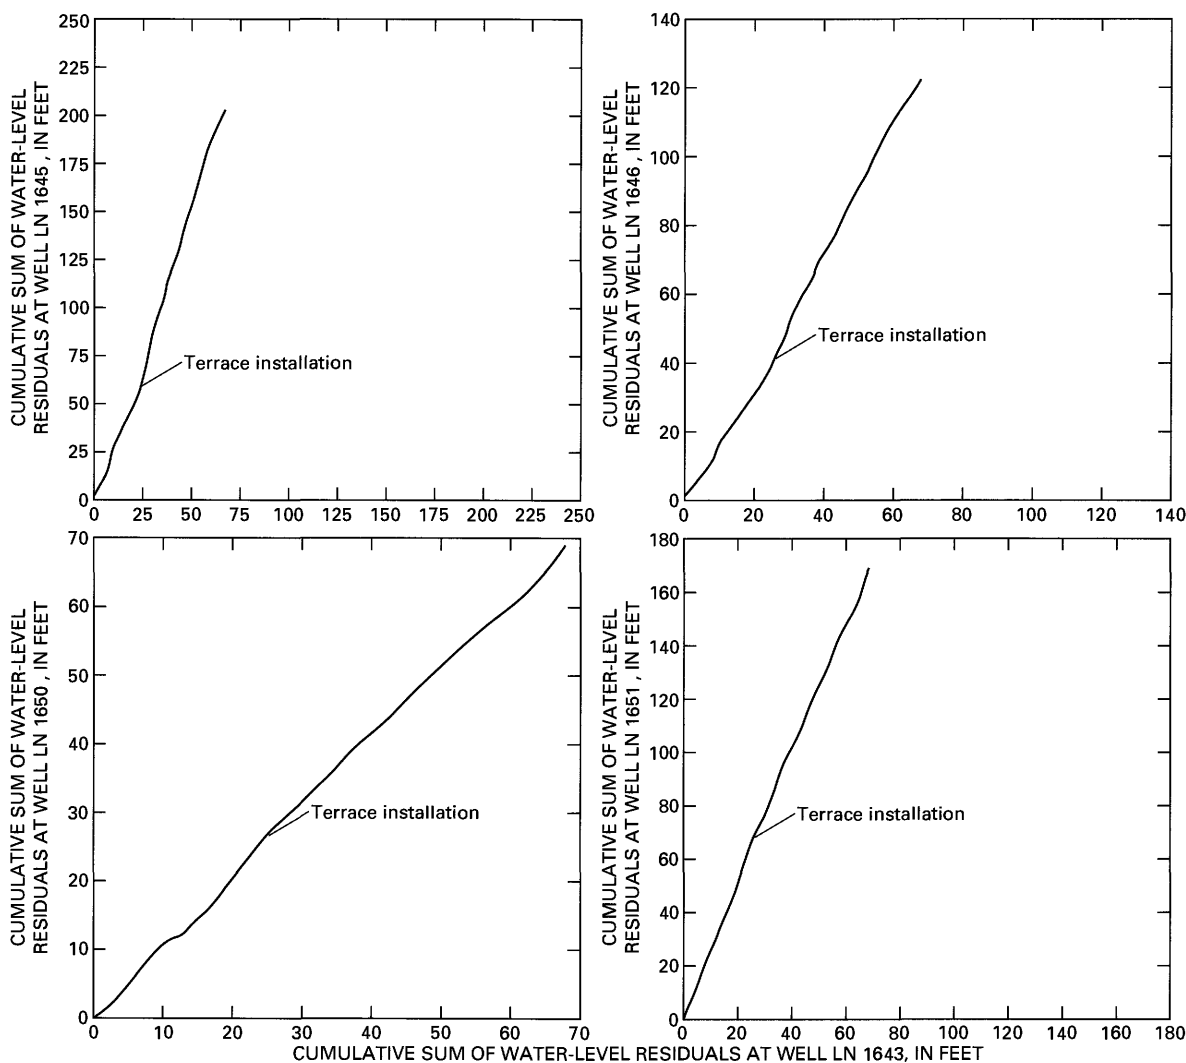 CUMULATIVE SUM OF WATER-LEVEL
RESIDUALS AT WELL LN 1645, IN FEET
250
225
200
175
150
125
100
75
50
25
0
Terrace installation
0 25 50 75 100 125 150 175 200 225 250
CUMULATIVE SUM OF WATER-LEVEL
RESIDUALS AT WELL LN 1646, IN FEET
140
120
100
80
60
40
20
0
Terrace installation
0 20 40 60 80 100 120 140
CUMULATIVE SUM OF WATER-LEVEL
RESIDUALS AT WELL LN 1650, IN FEET
70
60
50
40
30
20
10
0
Terrace installation
0 10 20 30 40 50 60 70
CUMULATIVE SUM OF WATER-LEVEL
RESIDUALS AT WELL LN 1651, IN FEET
180
160
140
120
100
80
60
40
20
0
Terrace installation
0 20 40 60 80 100 120 140 160 180
CUMULATIVE SUM OF WATER-LEVEL RESIDUALS AT WELL LN 1643, IN FEET